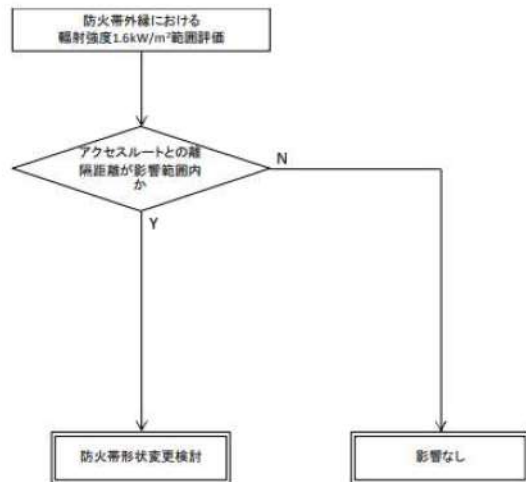 防火帯外縁における
輻射強度1.6kW/m²範囲評価
アクセスルートとの離
隔距離が影響範囲内
か
N
Y
防火帯形状変更検討
影響なし